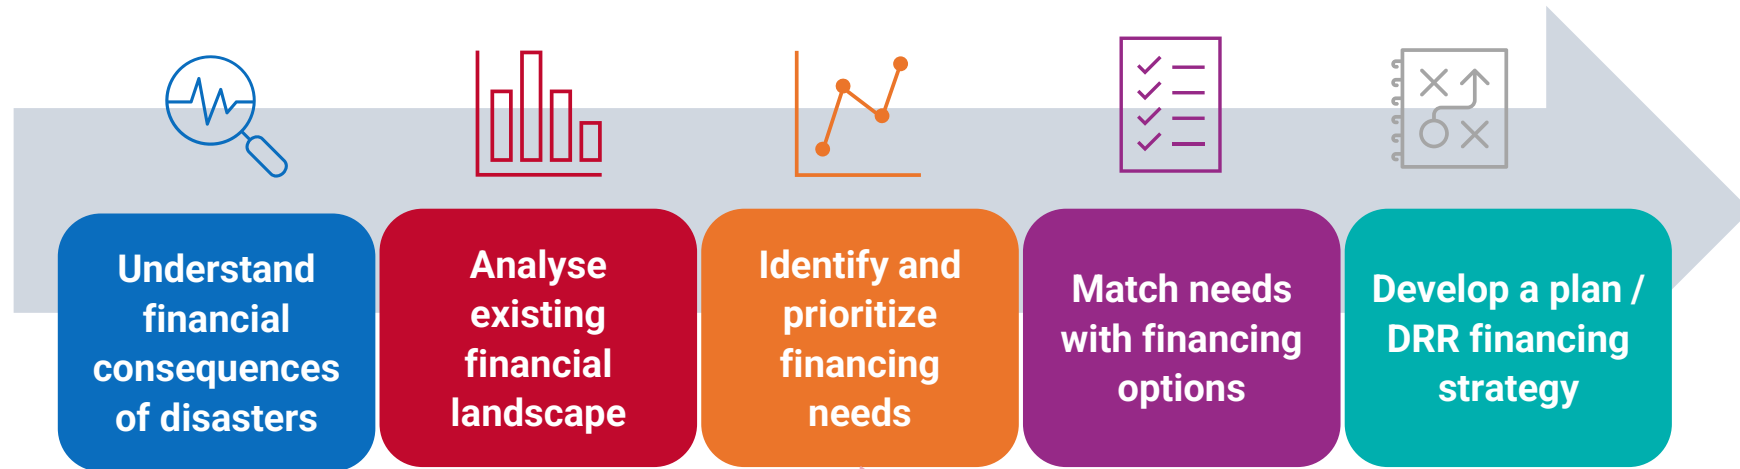 Understand
financial
consequences
of disasters
Analyse
existing
financial
landscape
Identify and
prioritize
financing
needs
Match needs
with financing
options
Develop a plan /
DRR financing
strategy